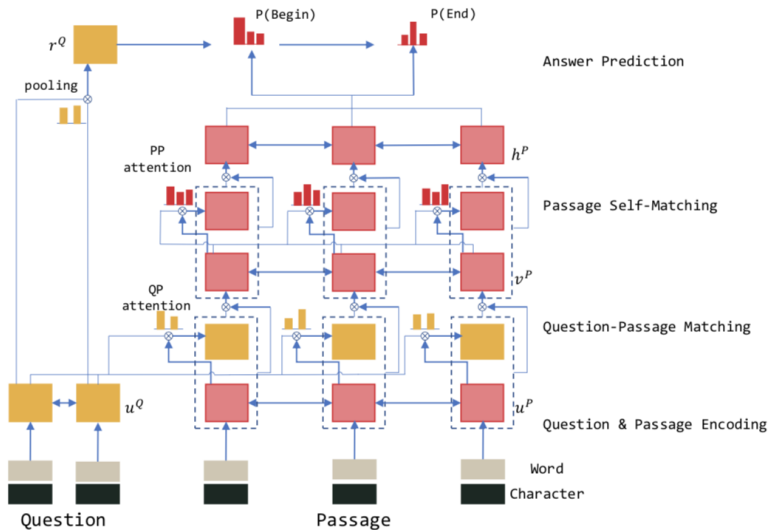 P(Begin)
P(End)
r^Q
Answer Prediction
pooling
h^P
PP
attention
Passage Self-Matching
v^P
QP
attention
Question-Passage Matching
u^Q
u^P
Question & Passage Encoding
Word
Character
Question
Passage